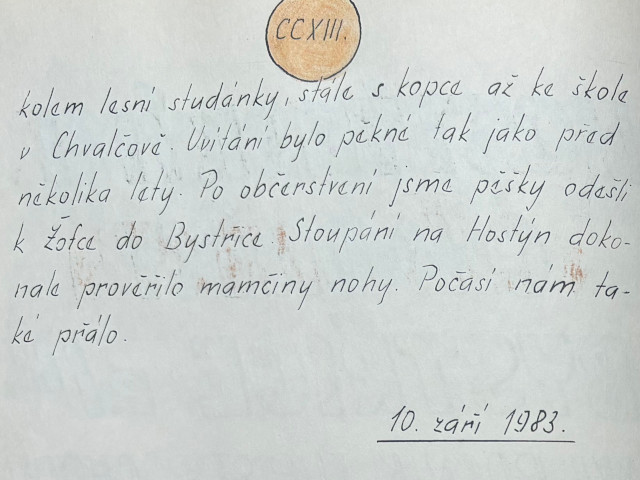 CCXIII.
kolem lesní studánky, stále s kopce až ke škole
v Chvalčově. Uvítání bylo pěkné tak jako před
několika lety. Po občerstvení jsme pěšky odešli
k Žofce do Bystřice. Stoupání na Hostýn doko-
nale prověřilo mamčiny nohy. Počasí nám ta-
ké přálo.
10. září 1983.